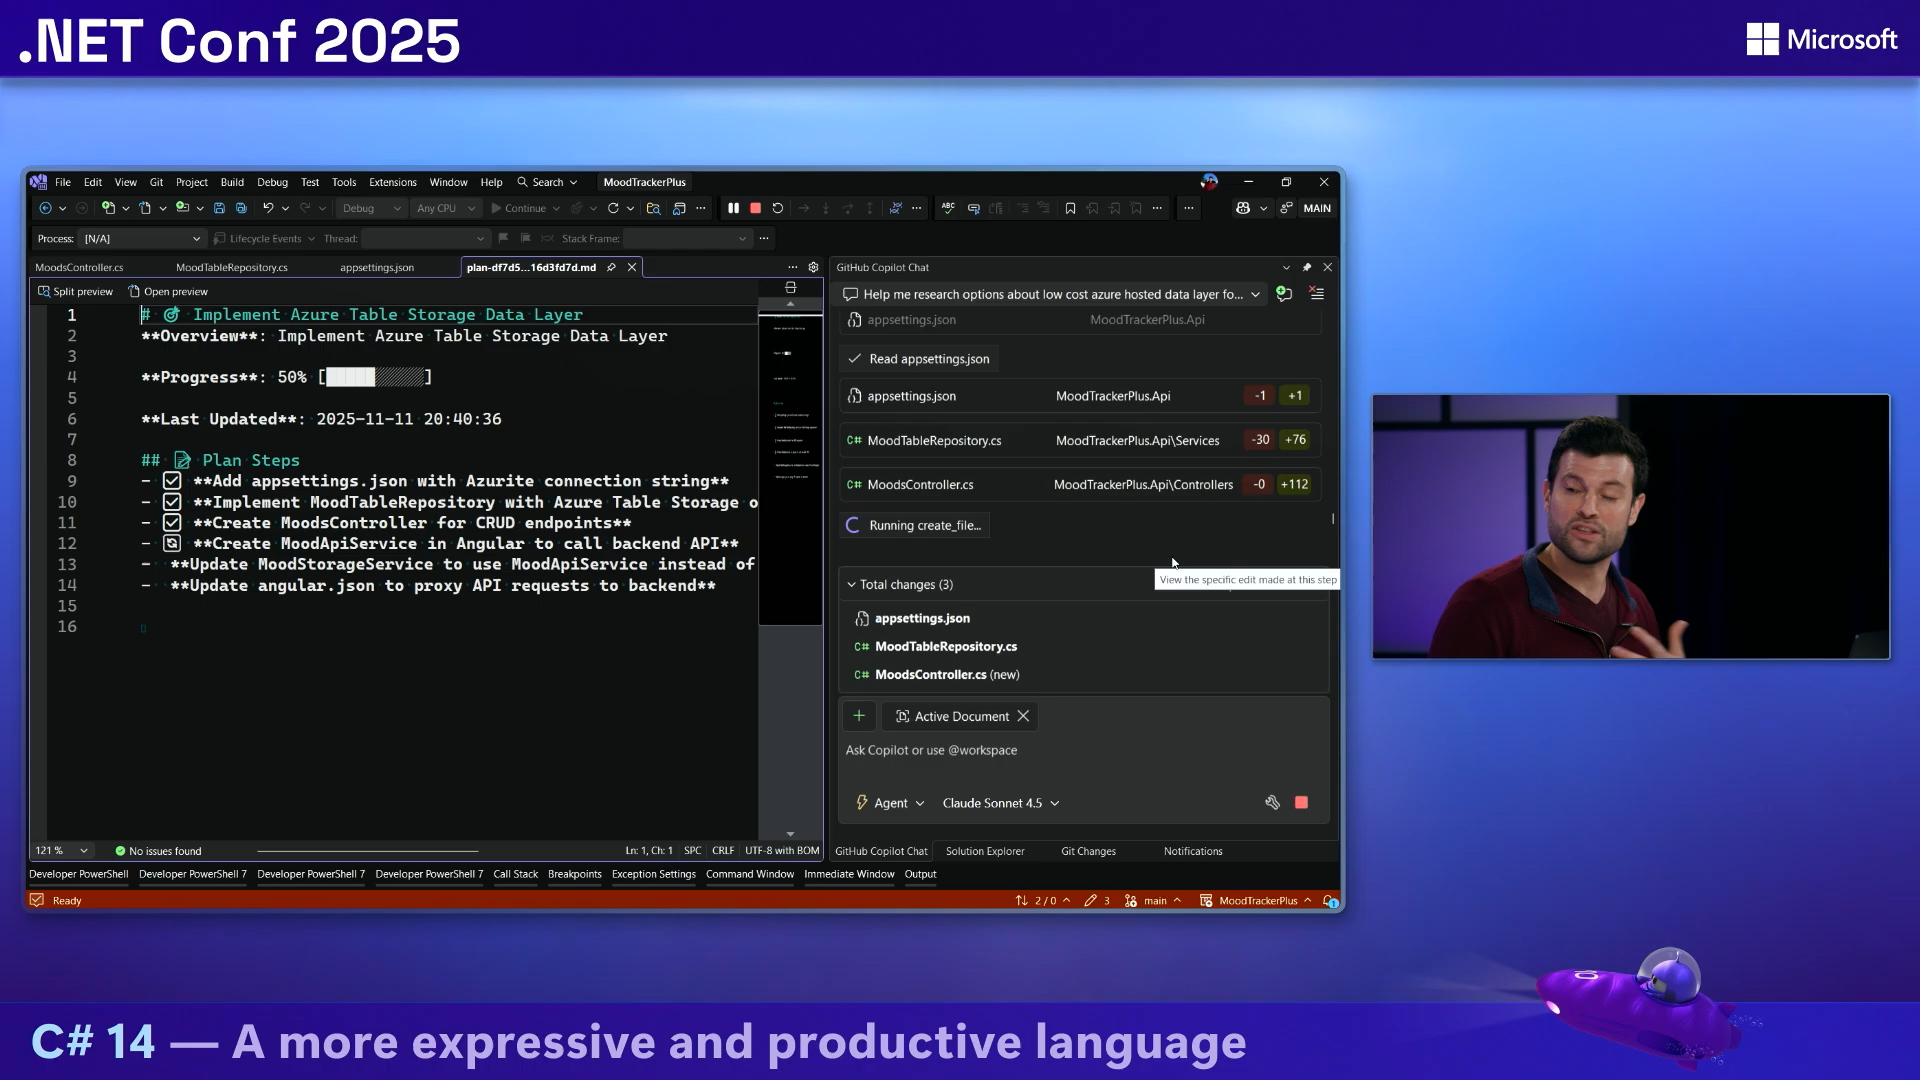 .NET Conf 2025
Microsoft
File Edit View Git Project Build Debug Test Tools Extensions Window Help Search MoodTrackerPlus
Debug Any CPU Continue ABC MAIN
Process: [N/A] Lifecycle Events Thread: Stack Frame:
MoodsController.cs MoodTableRepository.cs appsettings.json plan-df7d5...16d3fd7d.md
Split preview Open preview
1 # Implement Azure Table Storage Data Layer
2 **Overview**: Implement Azure Table Storage Data Layer
3
4 **Progress**: 50% [ ]
5
6 **Last Updated**: 2025-11-11 20:40:36
7
8 ## Plan Steps
9 - **Add appsettings.json with Azurite connection string**
10 - **Implement MoodTableRepository with Azure Table Storage o
11 - **Create MoodsController for CRUD endpoints**
12 - **Create MoodApiService in Angular to call backend API**
13 - **Update MoodStorageService to use MoodApiService instead of
14 - **Update angular.json to proxy API requests to backend**
15
16
121 % No issues found Ln: 1, Ch: 1 SPC CRLF UTF-8 with BOM
GitHub Copilot Chat
Help me research options about low cost azure hosted data layer fo...
appsettings.json MoodTrackerPlus.Api
Read appsettings.json
appsettings.json MoodTrackerPlus.Api -1 +1
C# MoodTableRepository.cs MoodTrackerPlus.Api\Services -30 +76
C# MoodsController.cs MoodTrackerPlus.Api\Controllers -0 +112
Running create_file...
View the specific edit made at this step
Total changes (3)
appsettings.json
C# MoodTableRepository.cs
C# MoodsController.cs (new)
Active Document
Ask Copilot or use @workspace
Agent Claude Sonnet 4.5
GitHub Copilot Chat Solution Explorer Git Changes Notifications
Developer PowerShell Developer PowerShell 7 Developer PowerShell 7 Developer PowerShell 7 Call Stack Breakpoints Exception Settings Command Window Immediate Window Output
Ready 2 / 0 3 main MoodTrackerPlus 1
C# 14 — A more expressive and productive language